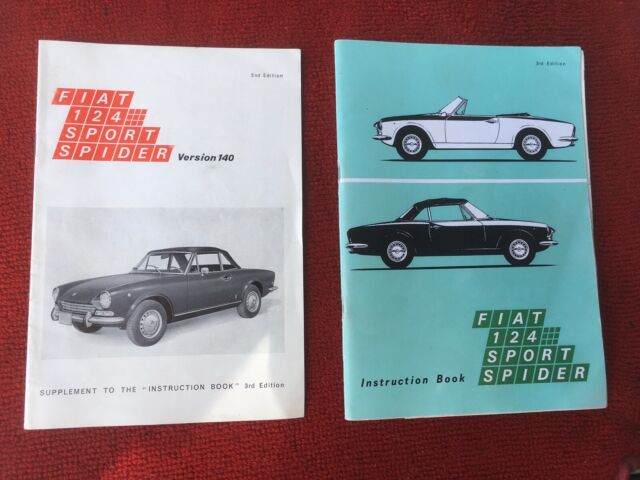 2nd Edition
FIAT
124
SPORT
SPIDER Version 140
SUPPLEMENT TO THE "INSTRUCTION BOOK" 3rd Edition
3rd Edition
FIAT
124
SPORT
Instruction Book SPIDER